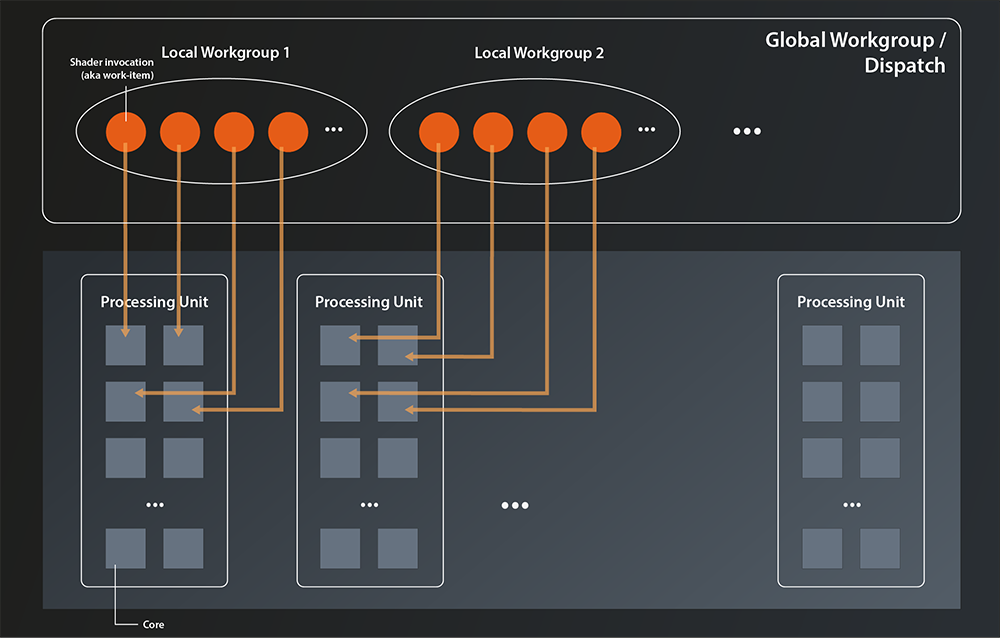 Global Workgroup /
Dispatch
Local Workgroup 1
Local Workgroup 2
Shader invocation
(aka work-item)
...
...
...
Processing Unit
Processing Unit
Processing Unit
...
...
...
...
Core